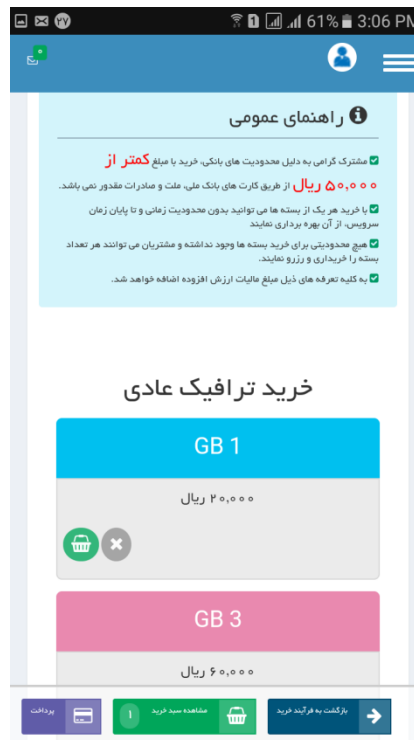 61% 3:06 PM
راهنمای عمومی
مشترک گرامی به دلیل محدودیت های بانکی، خرید با مبلغ کمتر از
۵۰,۰۰۰ ریال از طریق کارت های بانک ملی، ملت و صادرات مقدور نمی باشد.
با خرید هر یک از بسته ها می توانید بدون محدودیت زمانی و تا پایان زمان
سرویس، از آن بهره برداری نمایند
هیچ محدودیتی برای خرید بسته ها وجود نداشته و مشتریان می توانند هر تعداد
بسته را خریداری و رزرو نمایند.
به کلیه تعرفه های ذیل مبلغ مالیات ارزش افزوده اضافه خواهد شد.
خرید ترافیک عادی
GB 1
۲۰,۰۰۰ ریال
GB 3
۶۰,۰۰۰ ریال
بازگشت به فرآیند خرید
مشاهده سبد خرید
۱
پرداخت